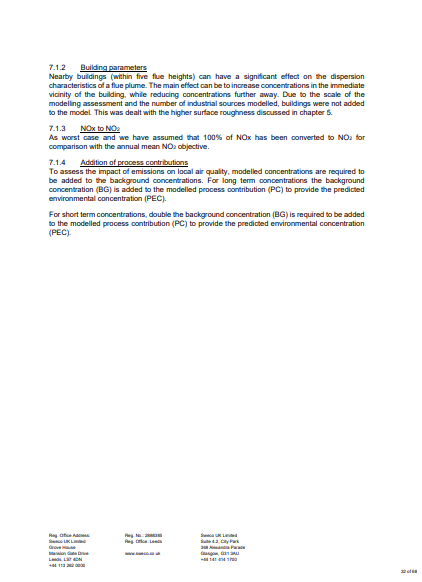 7.1.2 Building parameters
Nearby buildings (within five flue heights) can have a significant effect on the dispersion
characteristics of a flue plume. The main effect can be to increase concentrations in the immediate
vicinity of the building, while reducing concentrations further away. Due to the scale of the
modelling assessment and the number of industrial sources modelled, buildings were not added
to the model. This was dealt with the higher surface roughness discussed in chapter 5.
7.1.3 NOx to NO2
As worst case and we have assumed that 100% of NOx has been converted to NO2 for
comparison with the annual mean NO2 objective.
7.1.4 Addition of process contributions
To assess the impact of emissions on local air quality, modelled concentrations are required to
be added to the background concentrations. For long term concentrations the background
concentration (BG) is added to the modelled process contribution (PC) to provide the predicted
environmental concentration (PEC).
For short term concentrations, double the background concentration (BG) is required to be added
to the modelled process contribution (PC) to provide the predicted environmental concentration
(PEC).
Reg. Office Address:
Sweco UK Limited
Grove House
Mansion Gate Drive
Leeds, LS7 4DN
+44 113 262 0000
Reg. No.: 2888385
Reg. Office: Leeds
www.sweco.co.uk
Sweco UK Limited
Suite 4.2, City Park
368 Alexandra Parade
Glasgow, G31 3AU
+44 141 414 1700
32 of 68